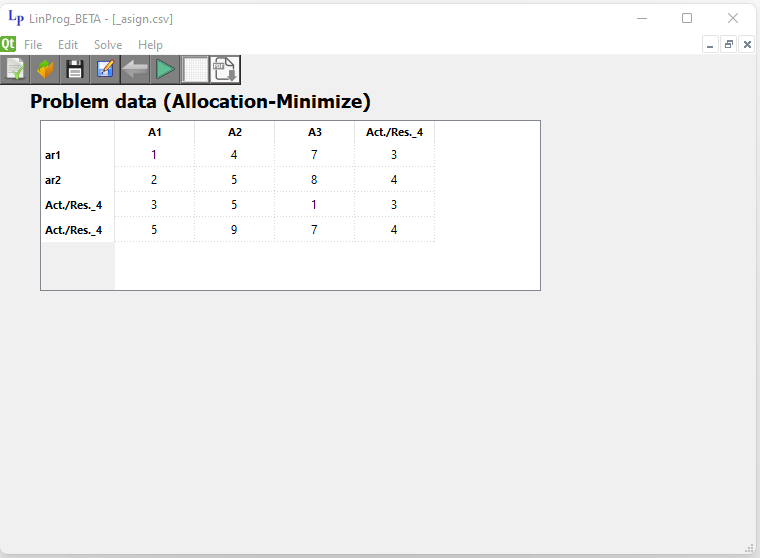 LP LinProg_BETA - [_asign.csv]
Qt File Edit Solve Help
Problem data (Allocation-Minimize)
A1 A2 A3 Act./Res._4
ar1 1 4 7 3
ar2 2 5 8 4
Act./Res._4 3 5 1 3
Act./Res._4 5 9 7 4